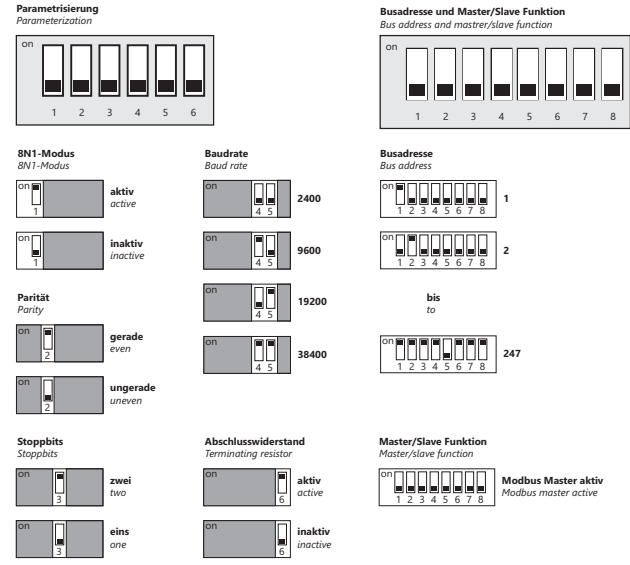 Parametrisierung
Parameterization
on
1 2 3 4 5 6
Busadresse und Master/Slave Funktion
Bus address and mastrer/slave function
on
1 2 3 4 5 6 7 8
8N1-Modus
8N1-Modus
on
1
aktiv
active
on
1
inaktiv
inactive
Parität
Parity
on
2
gerade
even
on
2
ungerade
uneven
Stoppbits
Stoppbits
on
3
zwei
two
on
3
eins
one
Baudrate
Baud rate
on
4 5
2400
on
4 5
9600
on
4 5
19200
on
4 5
38400
Abschlusswiderstand
Terminating resistor
on
6
aktiv
active
on
6
inaktiv
inactive
Busadresse
Bus address
on
1 2 3 4 5 6 7 8
1
on
1 2 3 4 5 6 7 8
2
bis
to
on
1 2 3 4 5 6 7 8
247
Master/Slave Funktion
Master/slave function
on
1 2 3 4 5 6 7 8
Modbus Master aktiv
Modbus master active